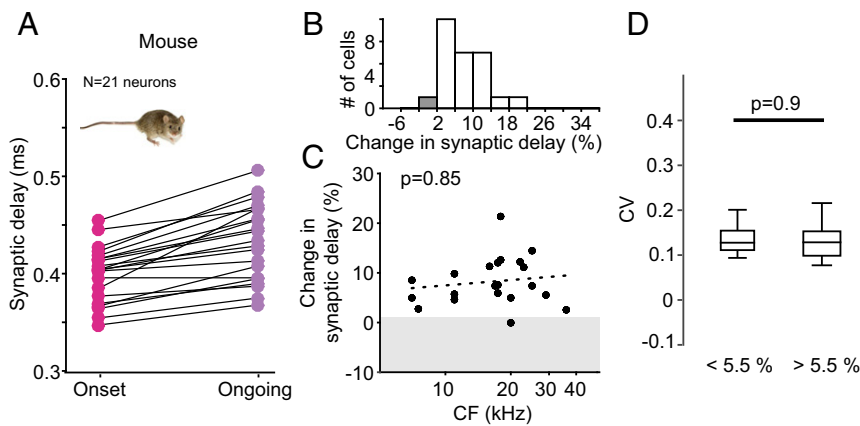 A
Mouse
N=21 neurons
Synaptic delay (ms)
0.6
0.5
0.4
0.3
Onset
Ongoing
B
# of cells
8
4
0
-6 2 10 18 26 34
Change in synaptic delay (%)
C
p=0.85
Change in
synaptic delay (%)
30
20
10
0
-10
10 20 30 40
CF (kHz)
D
p=0.9
CV
0.4
0.3
0.2
0.1
0
-0.1
< 5.5 %
> 5.5 %